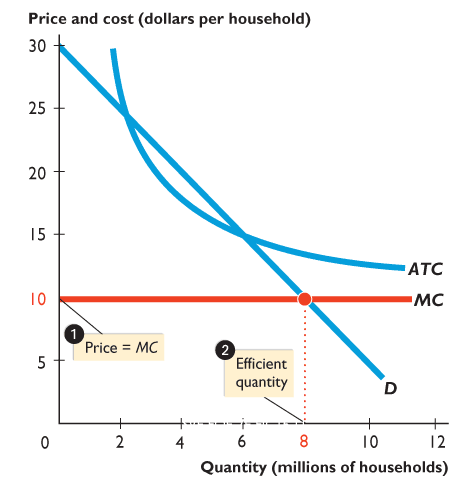 Price and cost (dollars per household)
30
25
20
15
10
5
0
ATC
MC
D
1
Price = MC
2
Efficient
quantity
2
4
6
8
10
12
Quantity (millions of households)